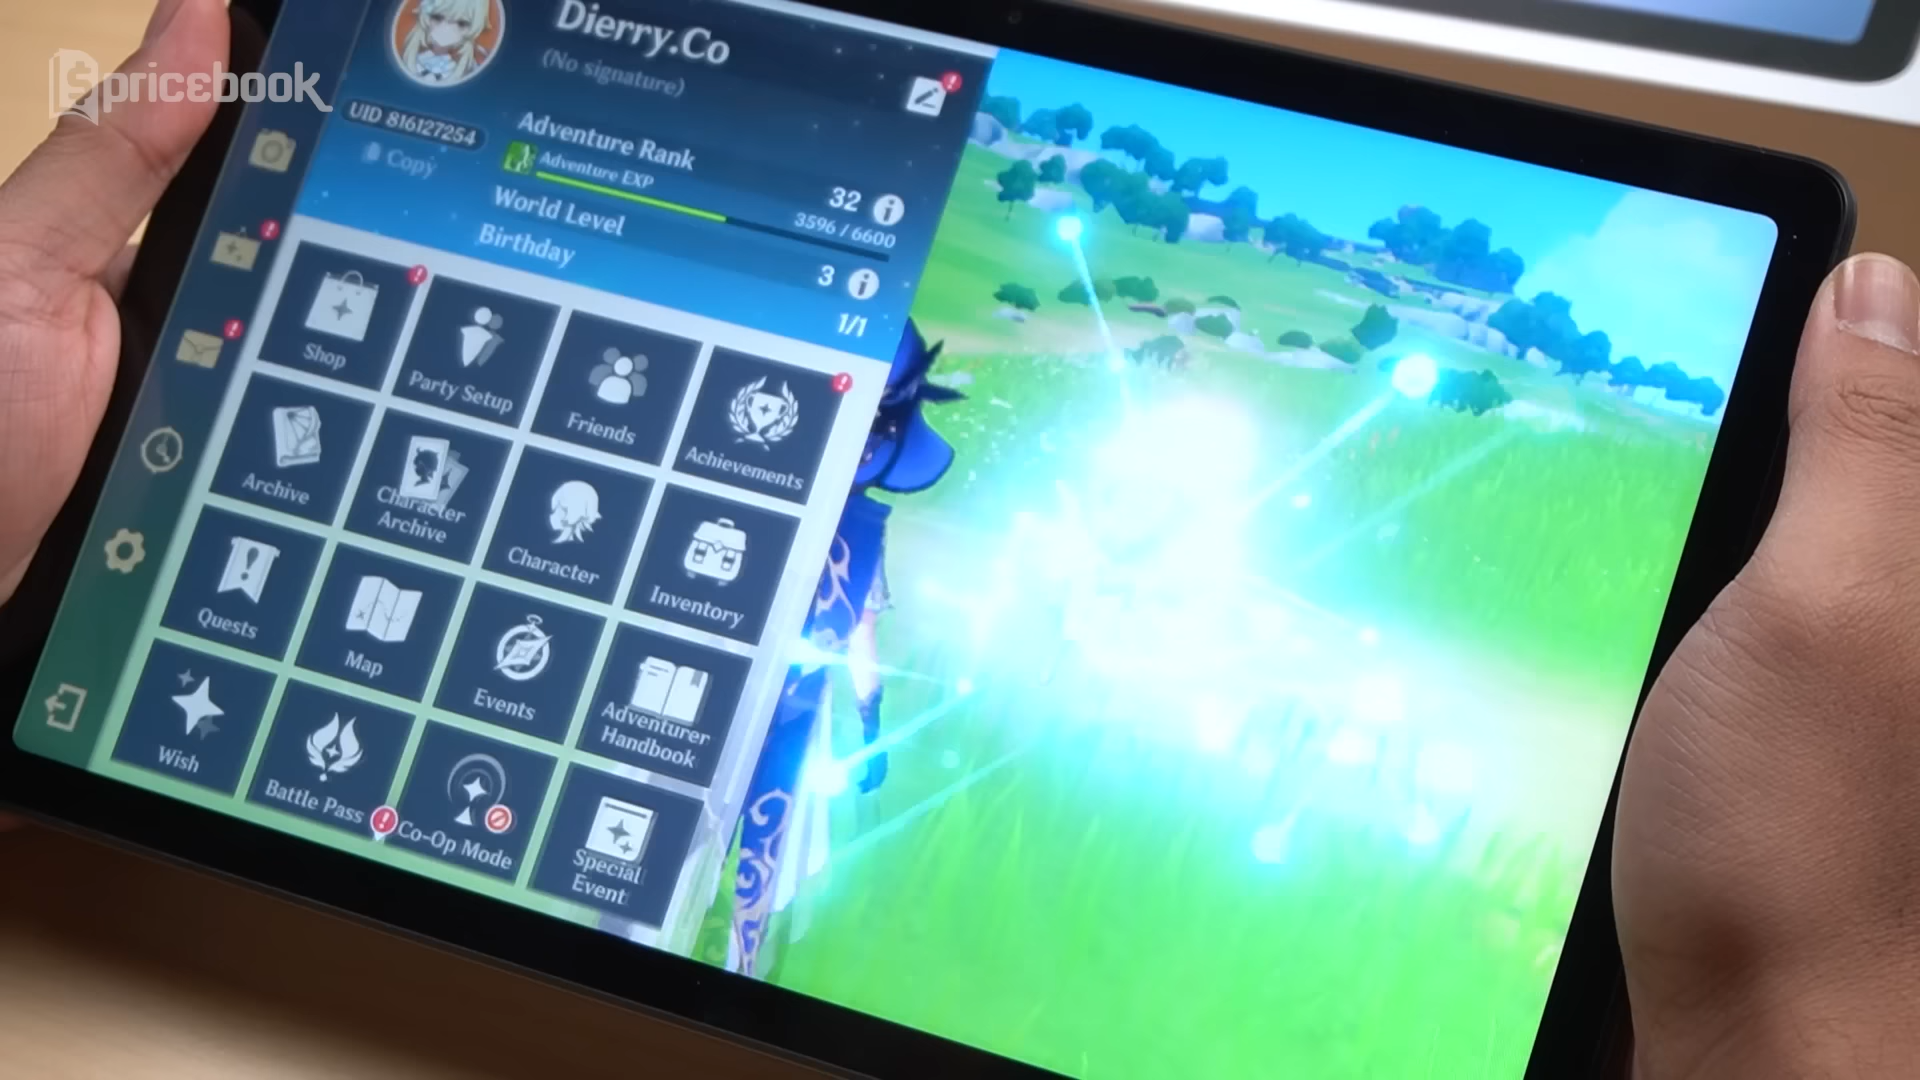 pricebook
Dierry.Co
(No signature)
UID 816127254
Copy
Adventure Rank
32
Adventure EXP
3596 / 6600
World Level
3
Birthday
1/1
Shop
Party Setup
Friends
Achievements
Archive
Character
Archive
Character
Inventory
Quests
Map
Events
Adventurer
Handbook
Wish
Battle Pass
Co-Op Mode
Special
Event